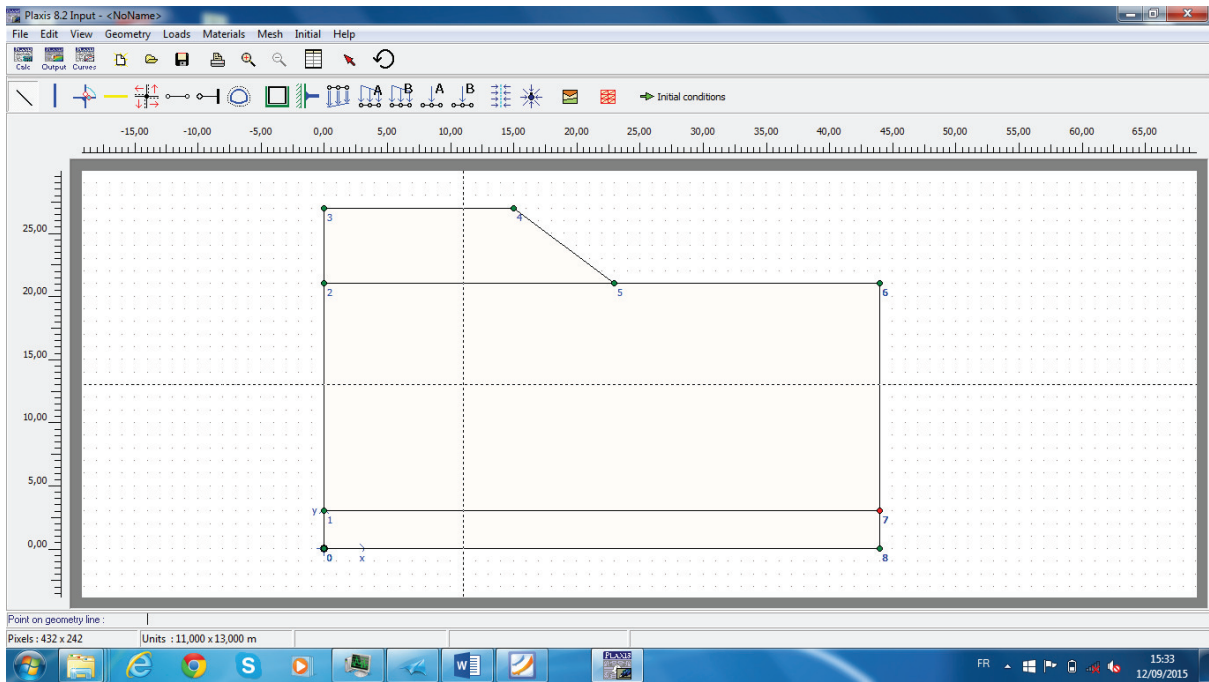 Plaxis 8.2 Input - <NoName>
File Edit View Geometry Loads Materials Mesh Initial Help
PLAXIS PLAXIS PLAXIS
Calc Output Curves
A B A B Initial conditions
-15,00 -10,00 -5,00 0,00 5,00 10,00 15,00 20,00 25,00 30,00 35,00 40,00 45,00 50,00 55,00 60,00 65,00
3 4
25,00
20,00
2 5 6
15,00
10,00
5,00
y 1 7
0,00
0 x 8
Point on geometry line :
Pixels : 432 x 242 Units : 11,000 x 13,000 m
PLAXIS
FR 15:33
12/09/2015